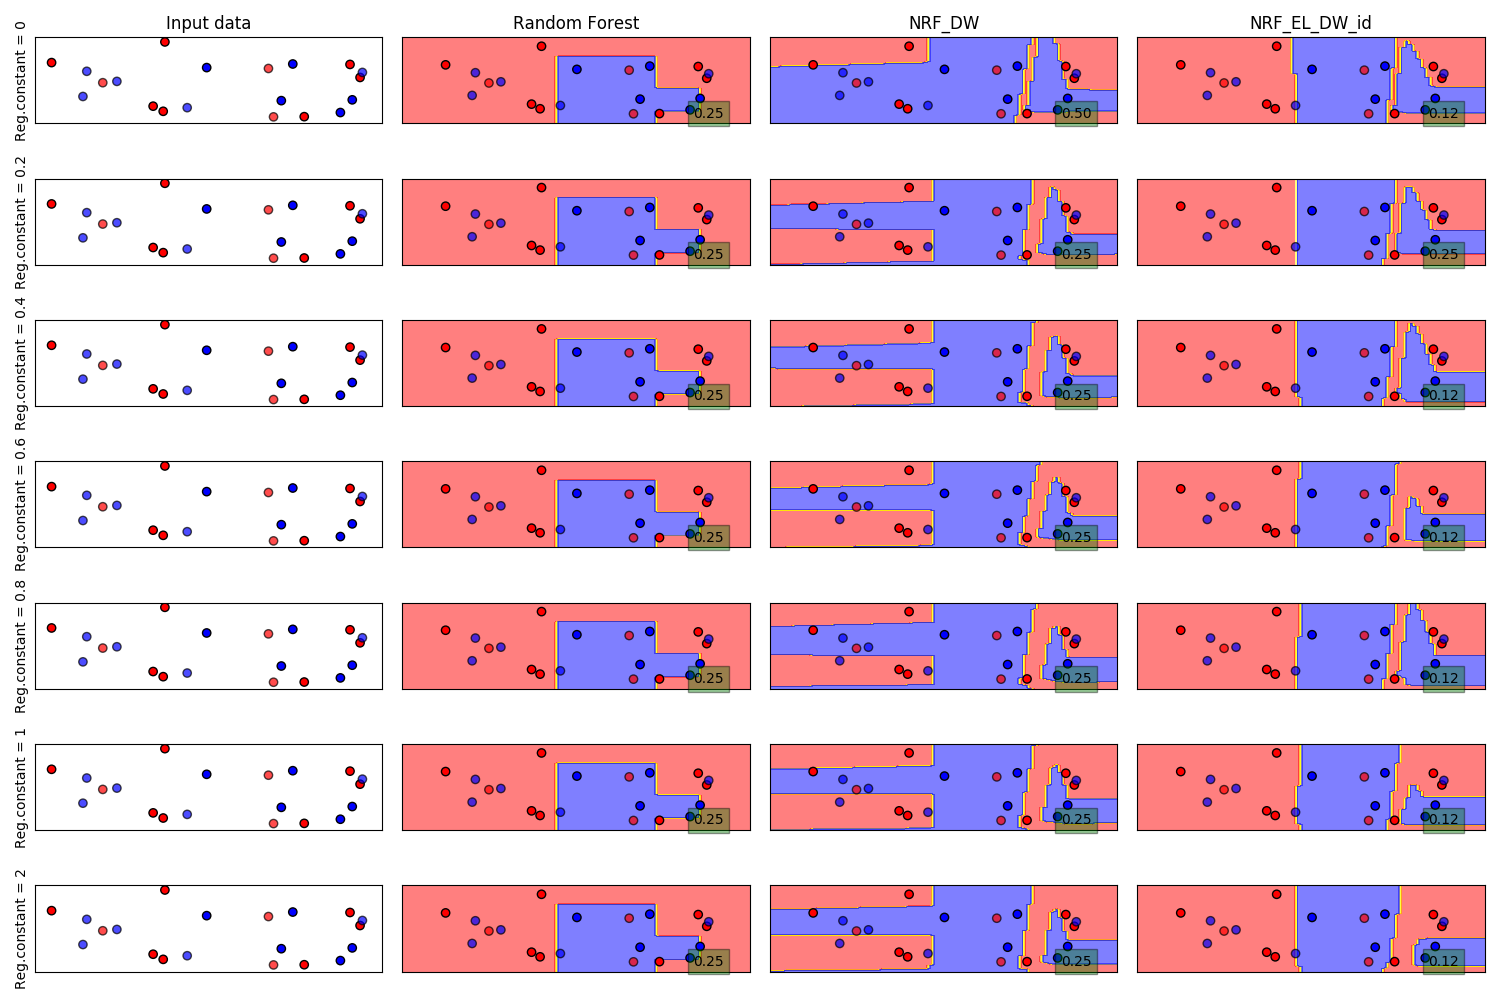 Input data
Random Forest
NRF_DW
NRF_EL_DW_id
Reg.constant = 0
0.25
0.50
0.12
Reg.constant = 0.2
0.25
0.25
0.25
Reg.constant = 0.4
0.25
0.25
0.12
Reg.constant = 0.6
0.25
0.25
0.12
Reg.constant = 0.8
0.25
0.25
0.12
Reg.constant = 1
0.25
0.25
0.12
Reg.constant = 2
0.25
0.25
0.12